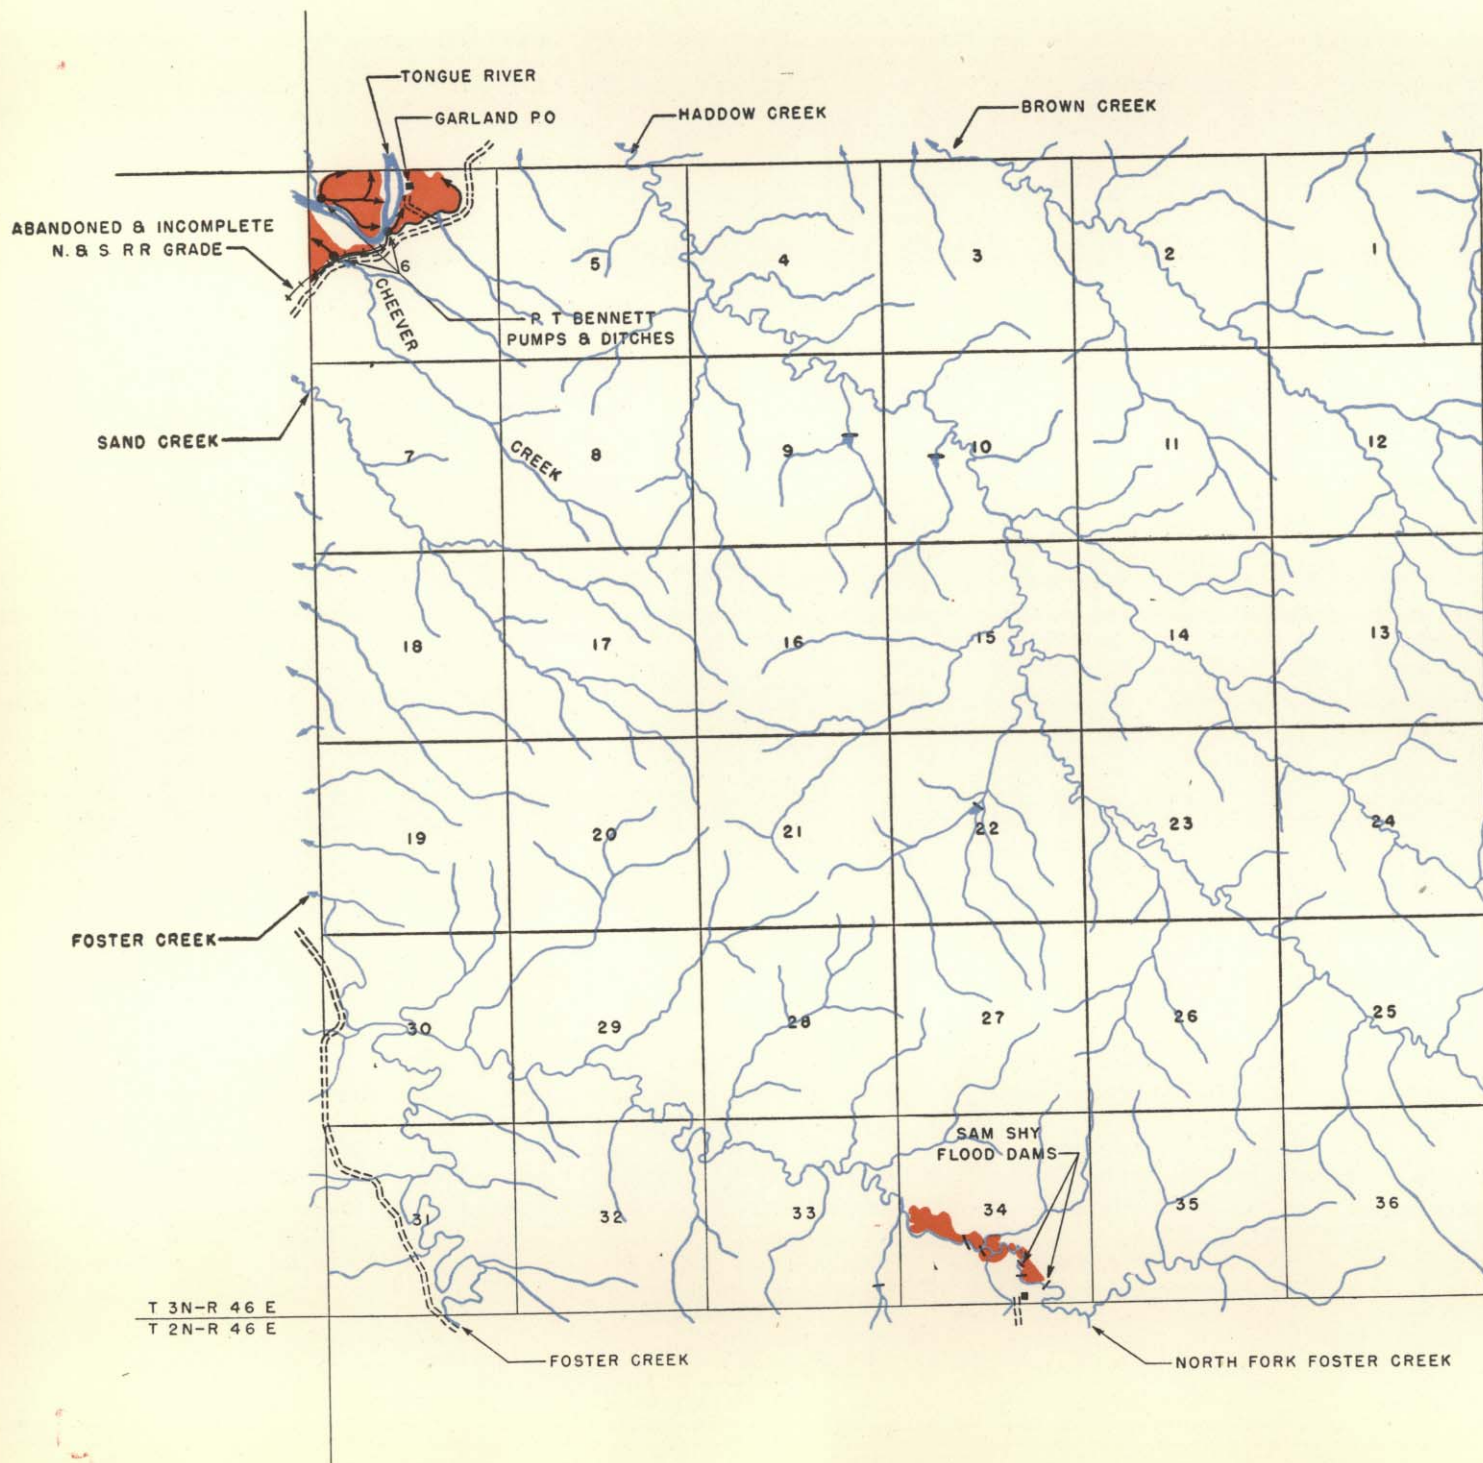 TONGUE RIVER
GARLAND PO
HADDOW CREEK
BROWN CREEK
ABANDONED & INCOMPLETE
N. & S R R GRADE
6
5
4
3
2
1
CHEEVER
P. T BENNETT
PUMPS & DITCHES
SAND CREEK
7
CREEK
8
9
10
11
12
18
17
16
15
14
13
19
20
21
22
23
24
FOSTER CREEK
30
29
28
27
26
25
SAM SHY
FLOOD DAMS
31
32
33
34
35
36
T 3N-R 46 E
T 2N-R 46 E
FOSTER CREEK
NORTH FORK FOSTER CREEK